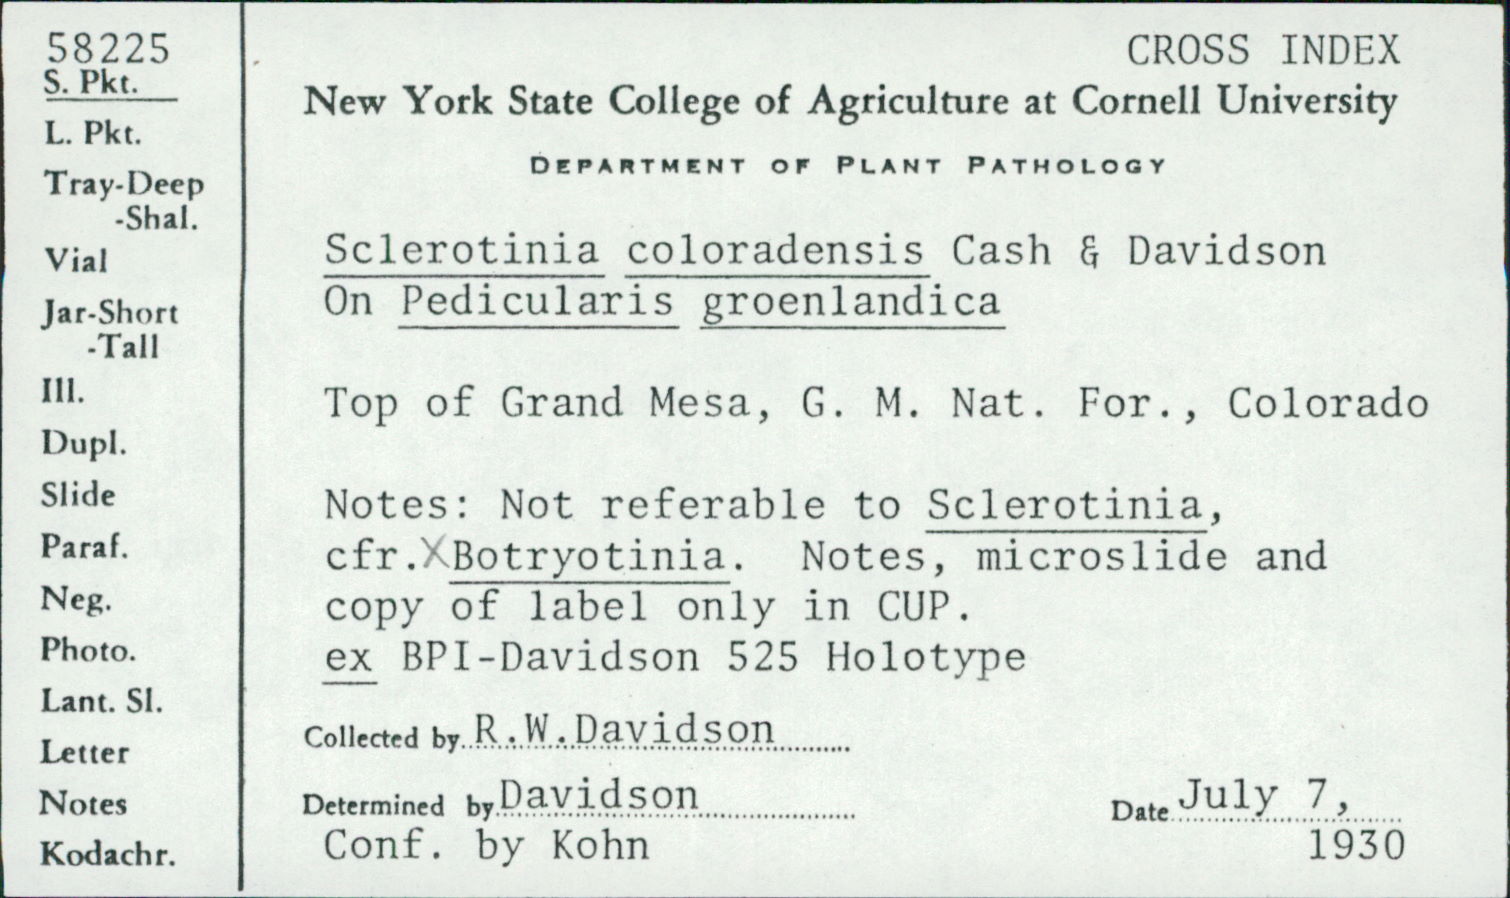 58225
S. Pkt.
L. Pkt.
Tray-Deep
-Shal.
Vial
Jar-Short
-Tall
Ill.
Dupl.
Slide
Paraf.
Neg.
Photo.
Lant. Sl.
Letter
Notes
Kodachr.
CROSS INDEX
New York State College of Agriculture at Cornell University
DEPARTMENT OF PLANT PATHOLOGY
Sclerotinia coloradensis Cash & Davidson
On Pedicularis groenlandica
Top of Grand Mesa, G. M. Nat. For., Colorado
Notes: Not referable to Sclerotinia,
cfr. X Botryotinia. Notes, microslide and
copy of label only in CUP.
ex BPI-Davidson 525 Holotype
Collected by R.W.Davidson
Determined by Davidson
Conf. by Kohn
Date July 7,
1930